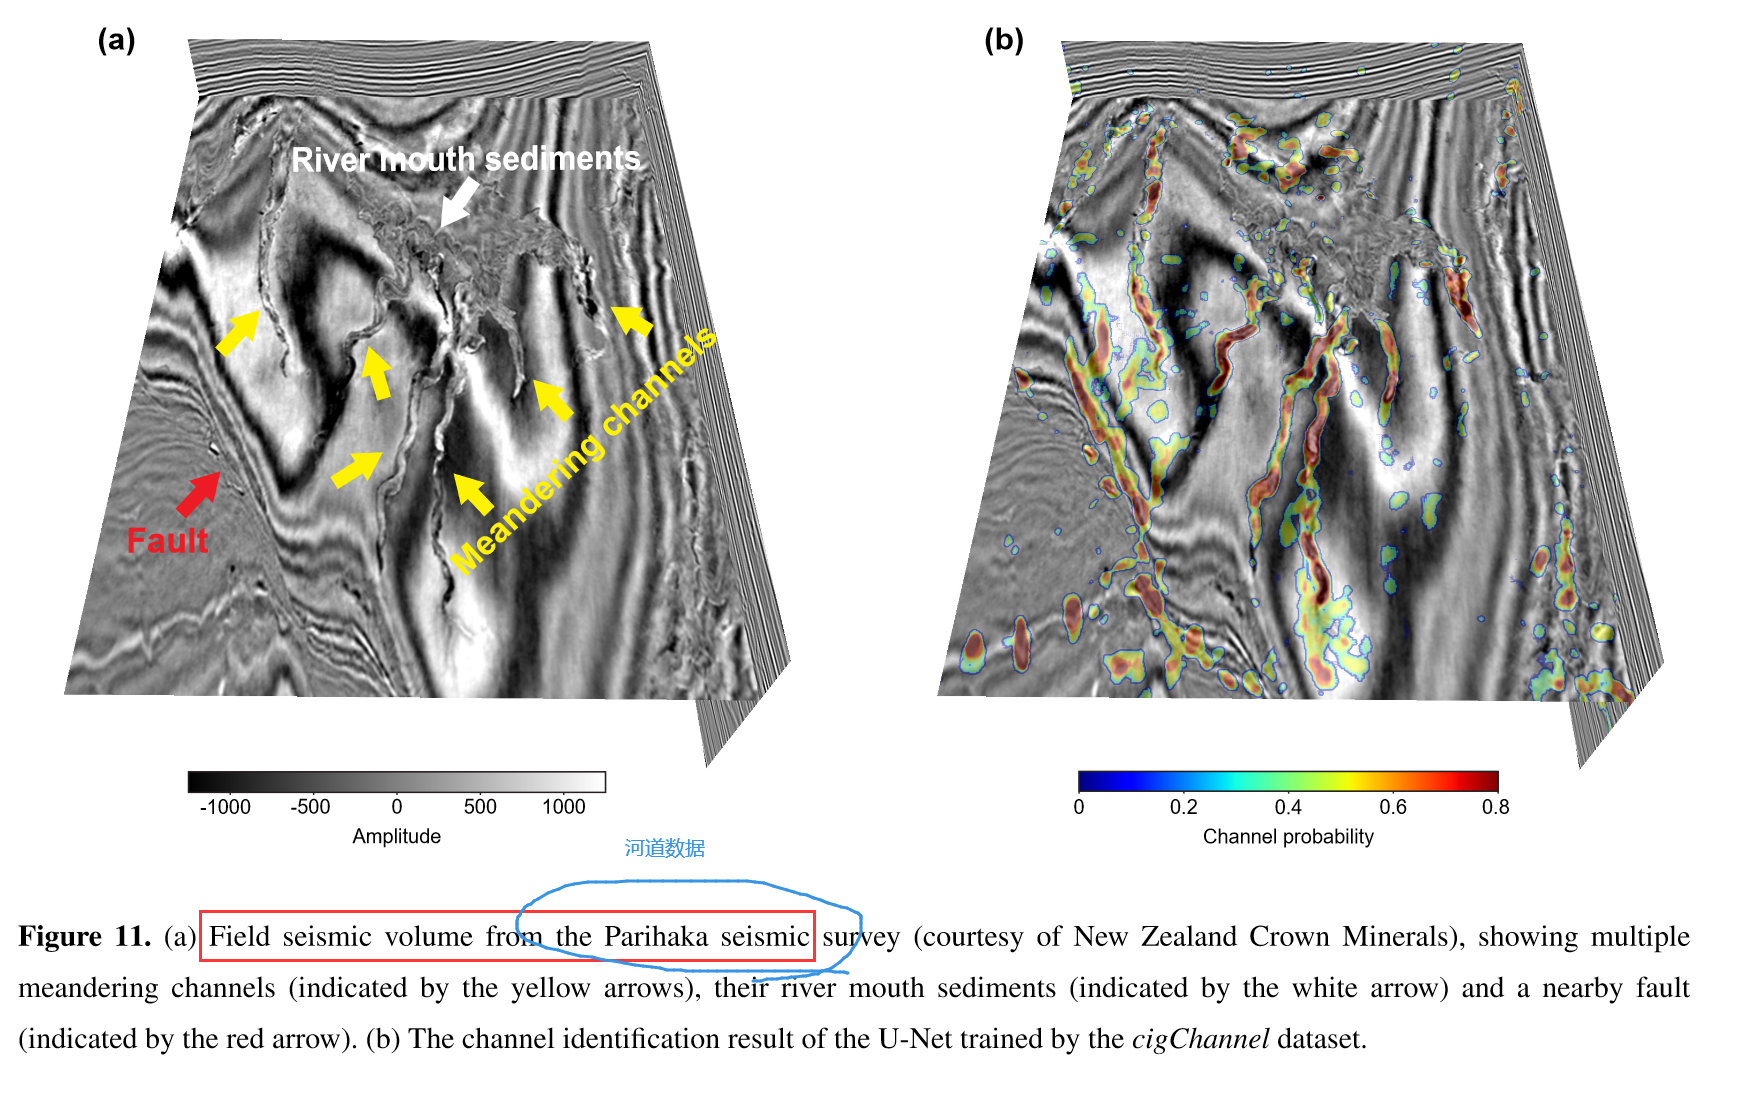 (a)
(b)
River mouth sediments
Meandering channels
Fault
-1000 -500 0 500 1000
Amplitude
0 0.2 0.4 0.6 0.8
Channel probability
河道数据
Figure 11. (a) Field seismic volume from the Parihaka seismic survey (courtesy of New Zealand Crown Minerals), showing multiple
meandering channels (indicated by the yellow arrows), their river mouth sediments (indicated by the white arrow) and a nearby fault
(indicated by the red arrow). (b) The channel identification result of the U-Net trained by the cigChannel dataset.